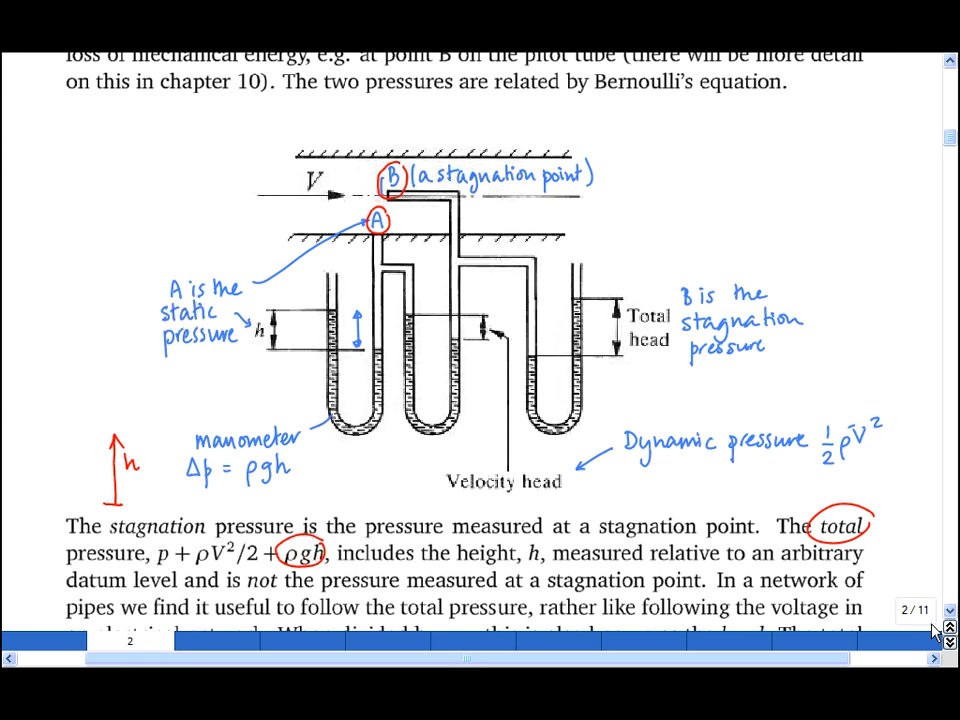 loss of mechanical energy, e.g. at point B on the pitot tube (there will be more detail
on this in chapter 10). The two pressures are related by Bernoulli's equation.
V
B (a stagnation point)
A
A is the
static
pressure
h
Total
head
B is the
stagnation
pressure
manometer
Δp = ρgh
h
Dynamic pressure 1/2 ρV²
Velocity head
The stagnation pressure is the pressure measured at a stagnation point. The total
pressure, p + ρV²/2 + ρgh, includes the height, h, measured relative to an arbitrary
datum level and is not the pressure measured at a stagnation point. In a network of
pipes we find it useful to follow the total pressure, rather like following the voltage in
2 / 11
2